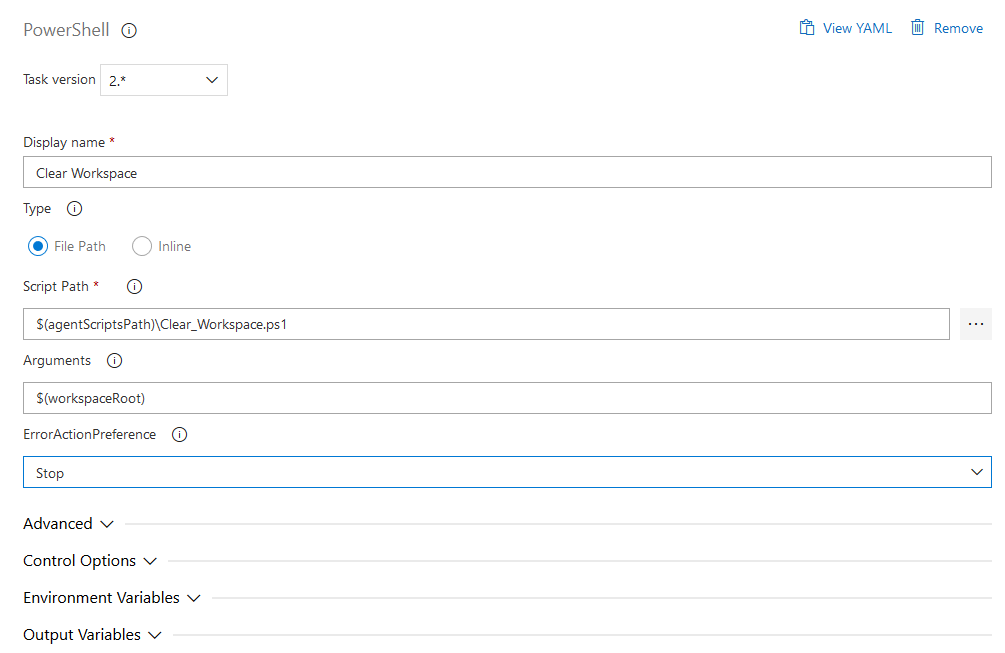 PowerShell
View YAML
Remove
Task version 2.*
Display name *
Clear Workspace
Type
File Path
Inline
Script Path *
$(agentScriptsPath)\Clear_Workspace.ps1
...
Arguments
$(workspaceRoot)
ErrorActionPreference
Stop
Advanced
Control Options
Environment Variables
Output Variables